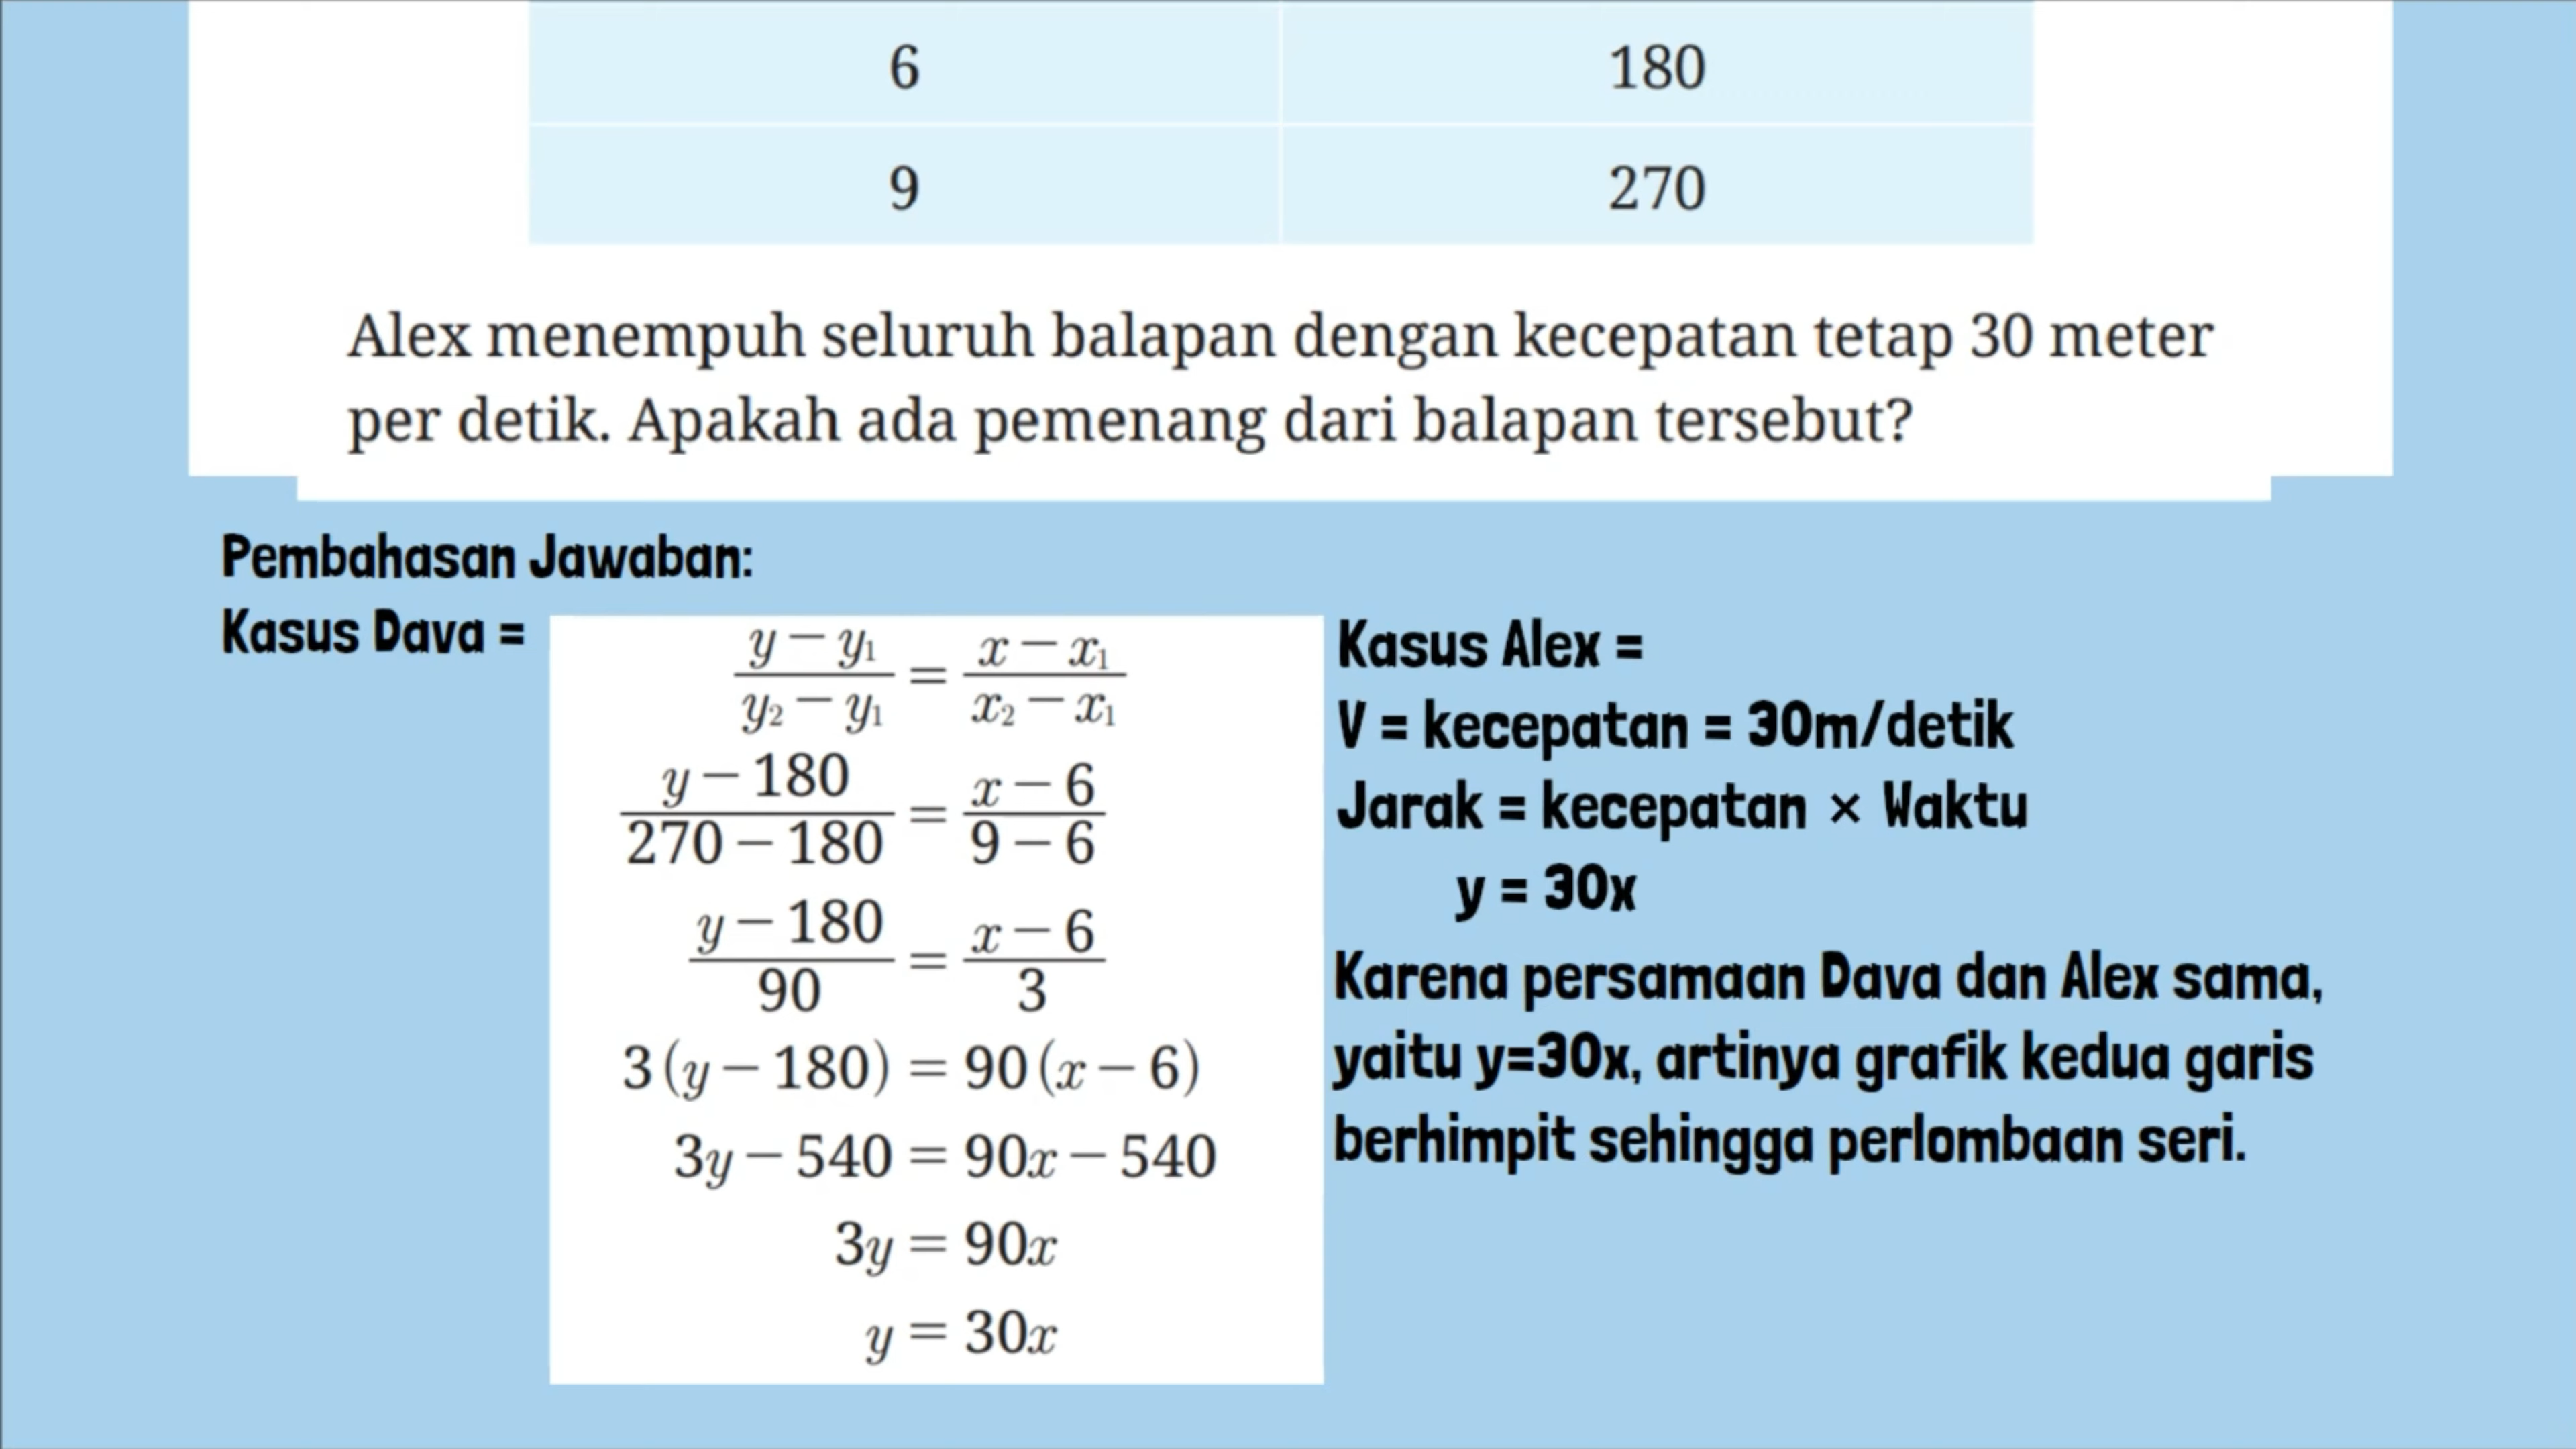 6 180
9 270
Alex menempuh seluruh balapan dengan kecepatan tetap 30 meter
per detik. Apakah ada pemenang dari balapan tersebut?
Pembahasan Jawaban:
Kasus Dava =
(y − y₁)/(y₂ − y₁) = (x − x₁)/(x₂ − x₁)
(y − 180)/(270 − 180) = (x − 6)/(9 − 6)
(y − 180)/90 = (x − 6)/3
3(y − 180) = 90(x − 6)
3y − 540 = 90x − 540
3y = 90x
y = 30x
Kasus Alex =
V = kecepatan = 30m/detik
Jarak = kecepatan × Waktu
y = 30x
Karena persamaan Dava dan Alex sama,
yaitu y=30x, artinya grafik kedua garis
berhimpit sehingga perlombaan seri.